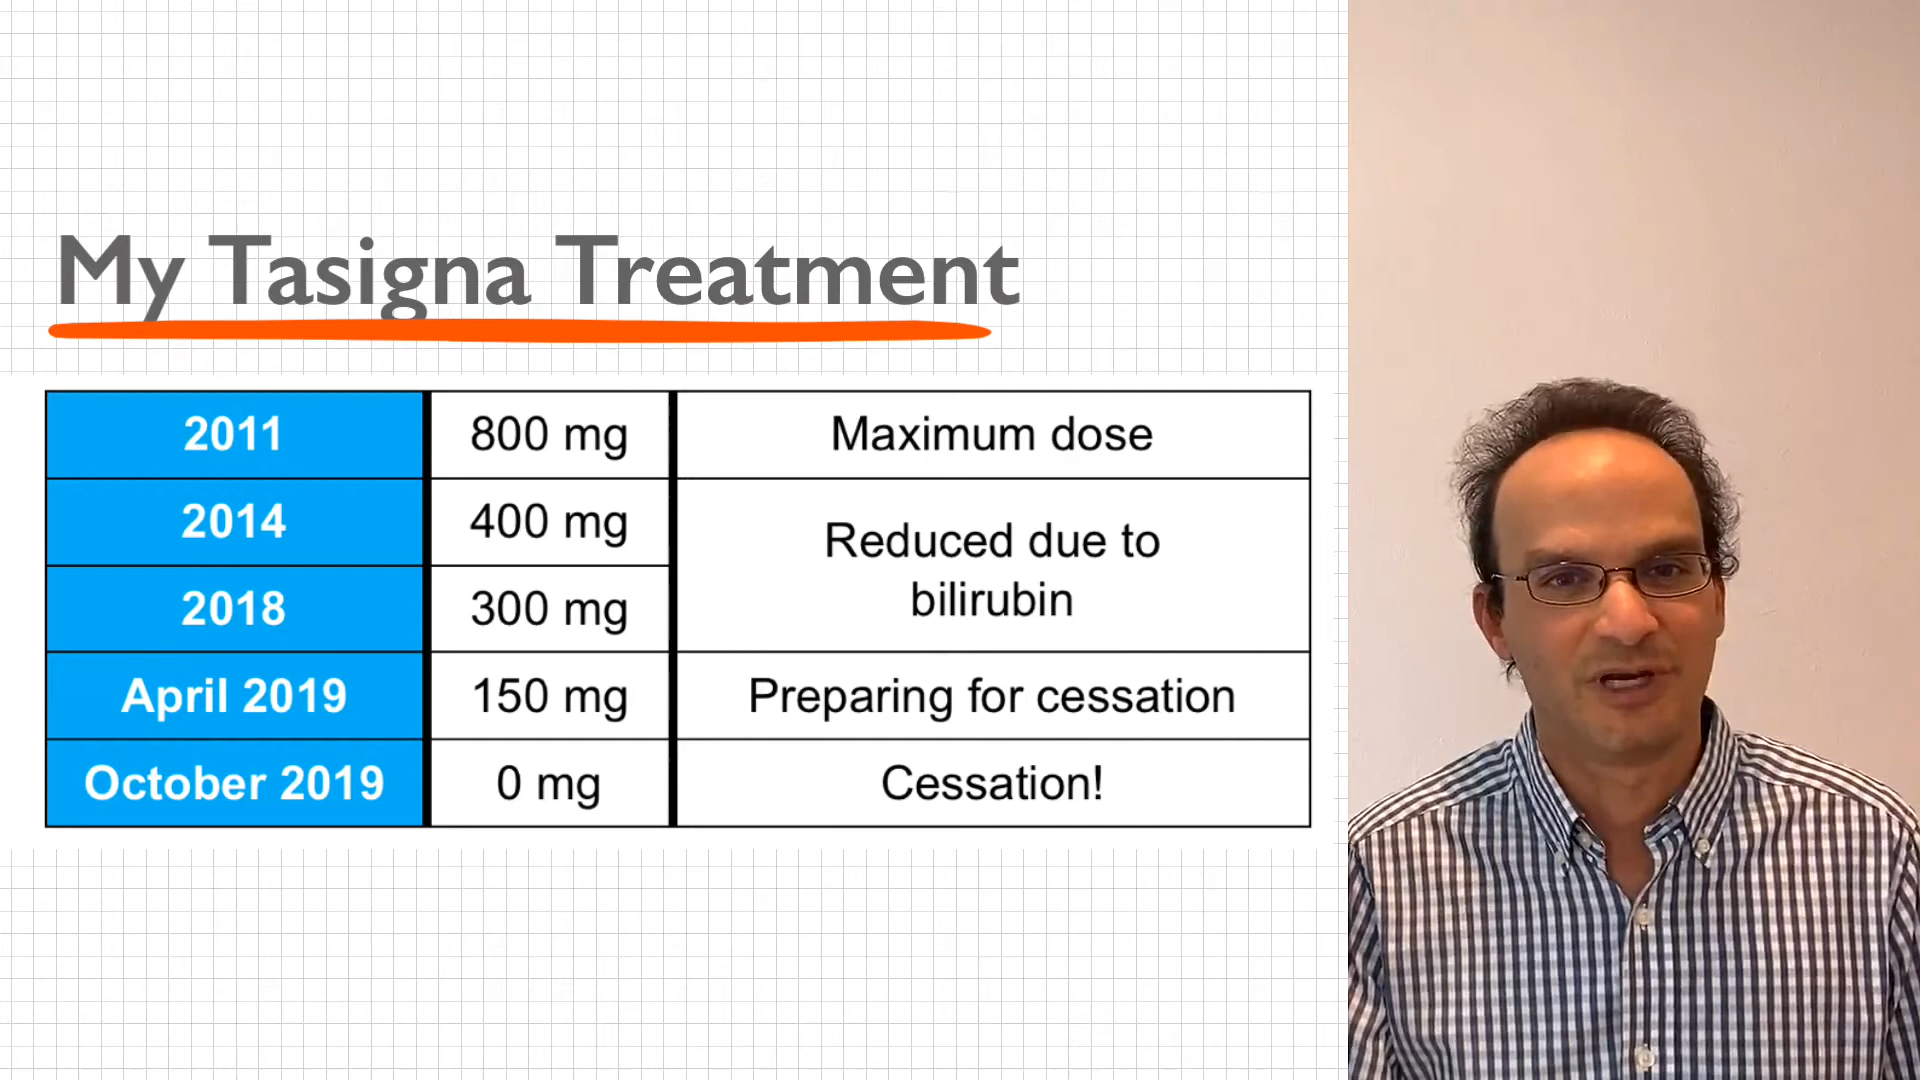 My Tasigna Treatment
2011 800 mg Maximum dose
2014 400 mg Reduced due to
bilirubin
2018 300 mg
April 2019 150 mg Preparing for cessation
October 2019 0 mg Cessation!